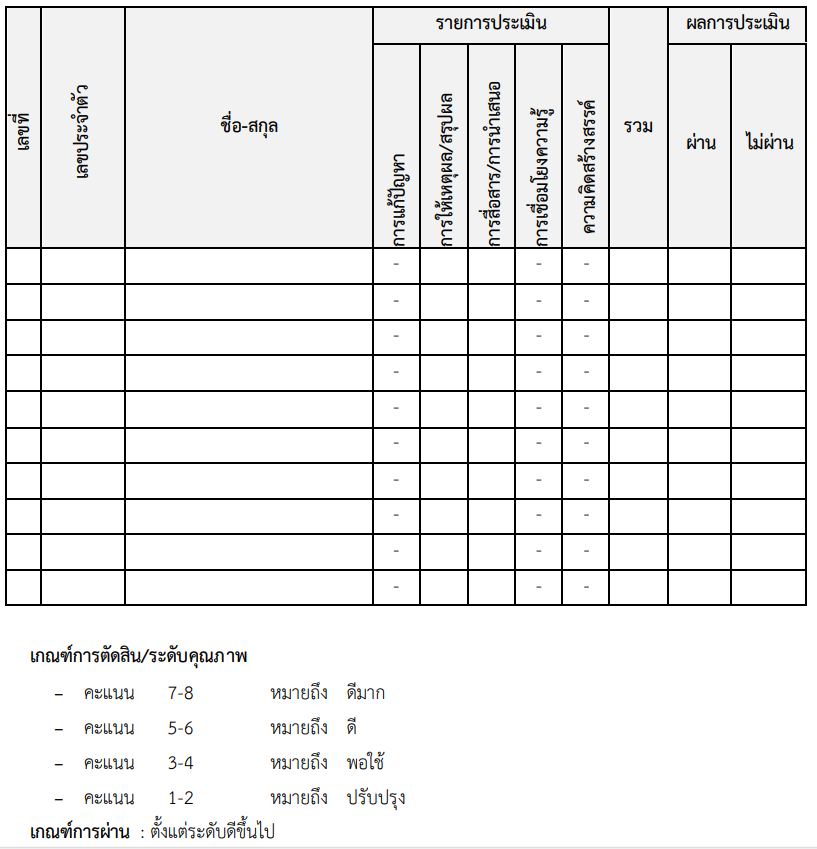 รายการประเมิน ผลการประเมิน
เลขที่ เลขประจำตัว ชื่อ-สกุล การแก้ปัญหา การให้เหตุผล/สรุปผล การสื่อสาร/การนำเสนอ การเชื่อมโยงความรู้ ความคิดสร้างสรรค์ รวม ผ่าน ไม่ผ่าน
- - -
- - -
- - -
- - -
- - -
- - -
- - -
- - -
- - -
- - -
เกณฑ์การตัดสิน/ระดับคุณภาพ
– คะแนน 7-8 หมายถึง ดีมาก
– คะแนน 5-6 หมายถึง ดี
– คะแนน 3-4 หมายถึง พอใช้
– คะแนน 1-2 หมายถึง ปรับปรุง
เกณฑ์การผ่าน : ตั้งแต่ระดับดีขึ้นไป